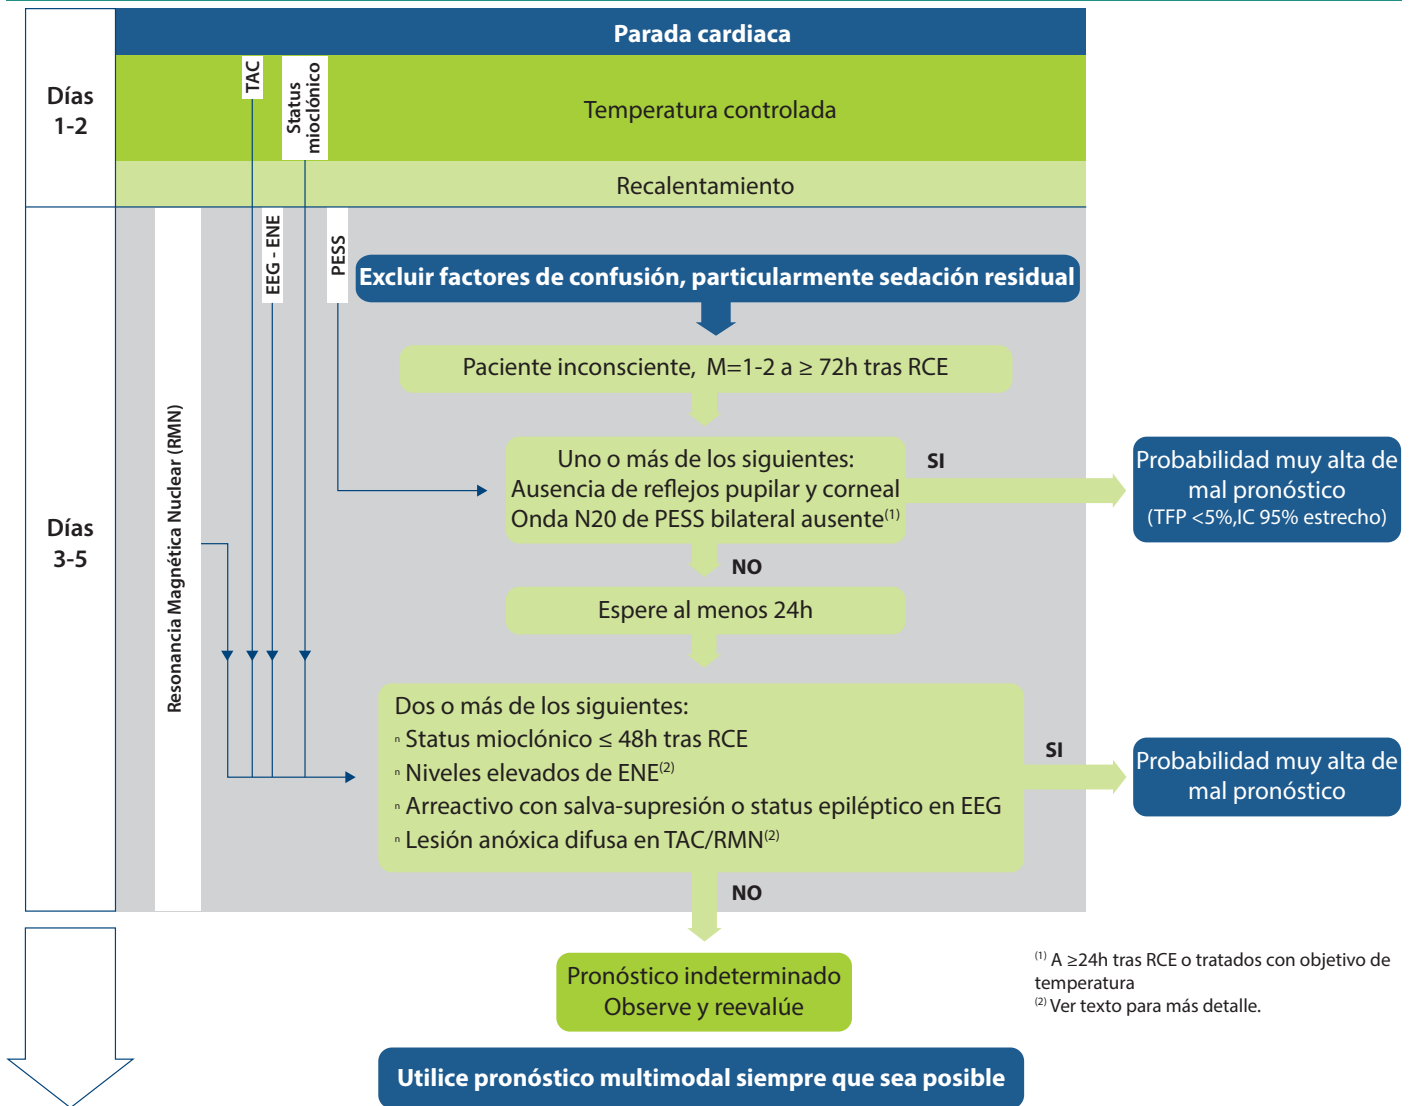 Parada cardiaca
Días
1-2
TAC
Status
mioclónico
Temperatura controlada
Recalentamiento
Días
3-5
Resonancia Magnética Nuclear (RMN)
EEG - ENE
PESS
Excluir factores de confusión, particularmente sedación residual
Paciente inconsciente, M=1-2 a ≥ 72h tras RCE
Uno o más de los siguientes:
Ausencia de reflejos pupilar y corneal
Onda N20 de PESS bilateral ausente(1)
SI
Probabilidad muy alta de
mal pronóstico
(TFP <5%,IC 95% estrecho)
NO
Espere al menos 24h
Dos o más de los siguientes:
n Status mioclónico ≤ 48h tras RCE
n Niveles elevados de ENE(2)
n Arreactivo con salva-supresión o status epiléptico en EEG
n Lesión anóxica difusa en TAC/RMN(2)
SI
Probabilidad muy alta de
mal pronóstico
NO
Pronóstico indeterminado
Observe y reevalúe
(1) A ≥24h tras RCE o tratados con objetivo de
temperatura
(2) Ver texto para más detalle.
Utilice pronóstico multimodal siempre que sea posible